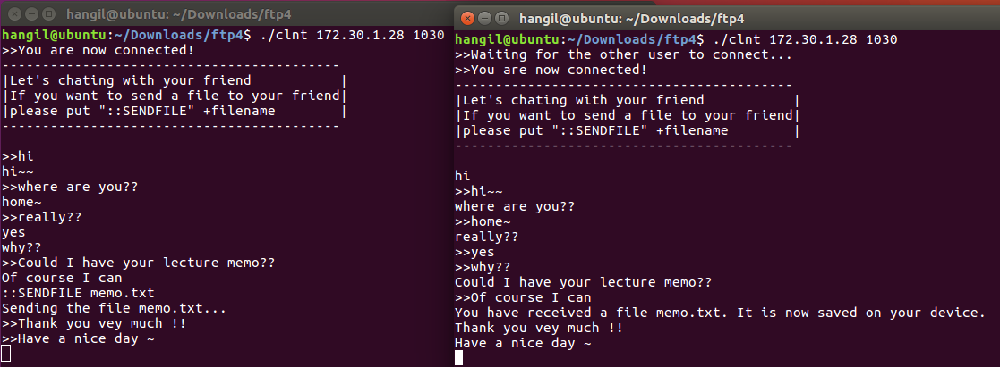 hangil@ubuntu: ~/Downloads/ftp4
hangil@ubuntu:~/Downloads/ftp4$ ./clnt 172.30.1.28 1030
>>You are now connected!
-------------------------------------------
|Let's chating with your friend            |
|If you want to send a file to your friend|
|please put "::SENDFILE" +filename         |
-------------------------------------------
>>hi
hi~~
>>where are you??
home~
>>really??
yes
why??
>>Could I have your lecture memo??
Of course I can
::SENDFILE memo.txt
Sending the file memo.txt...
>>Thank you vey much !!
>>Have a nice day ~
hangil@ubuntu: ~/Downloads/ftp4
hangil@ubuntu:~/Downloads/ftp4$ ./clnt 172.30.1.28 1030
>>Waiting for the other user to connect...
>>You are now connected!
-------------------------------------------
|Let's chating with your friend            |
|If you want to send a file to your friend|
|please put "::SENDFILE" +filename         |
-------------------------------------------
hi
>>hi~~
where are you??
>>home~
really??
>>yes
>>why??
Could I have your lecture memo??
>>Of course I can
You have received a file memo.txt. It is now saved on your device.
Thank you vey much !!
Have a nice day ~